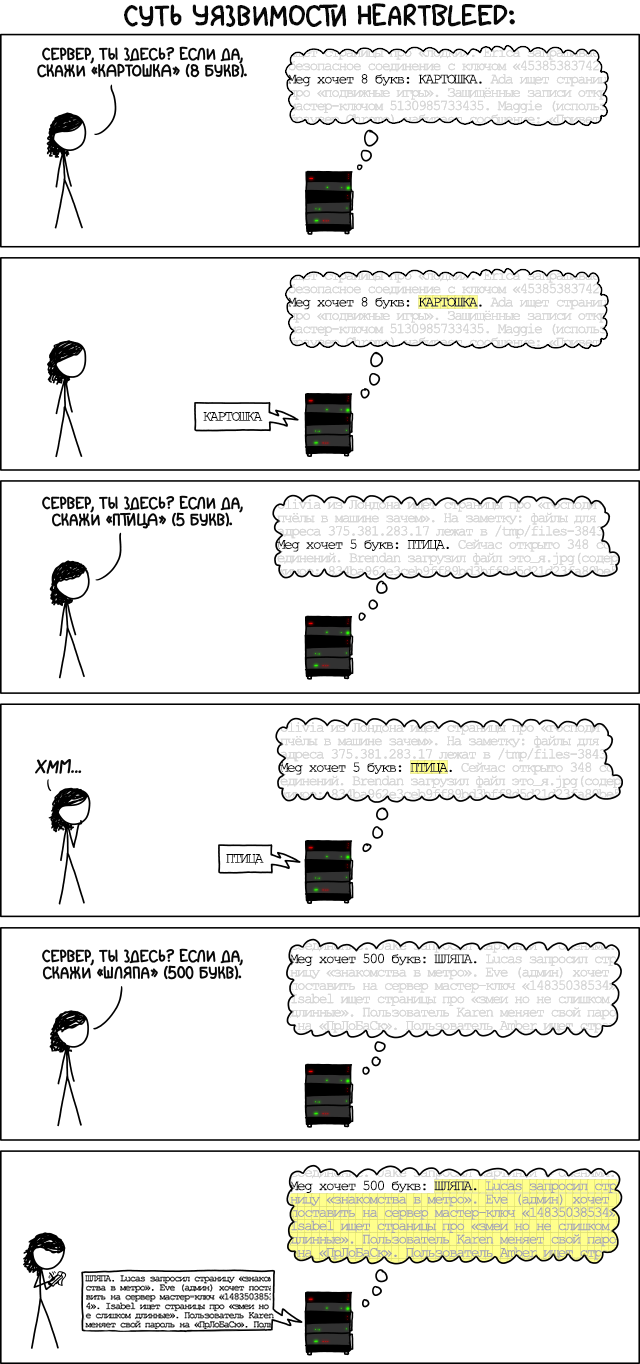 СУТЬ УЯЗВИМОСТИ HEARTBLEED:
СЕРВЕР, ТЫ ЗДЕСЬ? ЕСЛИ ДА,
СКАЖИ «КАРТОШКА» (8 БУКВ).
безопасное соединение с ключом «45385383742
Мег хочет 8 букв: КАРТОШКА. Ada ищет страни
про «подвижные игры». Защищённые записи откр
мастер-ключом 5130985733435. Maggie (исполь
безопасное соединение с ключом «45385383742
Мег хочет 8 букв: КАРТОШКА. Ada ищет страни
про «подвижные игры». Защищённые записи откр
мастер-ключом 5130985733435. Maggie (исполь
КАРТОШКА
СЕРВЕР, ТЫ ЗДЕСЬ? ЕСЛИ ДА,
СКАЖИ «ПТИЦА» (5 БУКВ).
Olivia из Лондона ищет страницы про «господи
пчёлы в машине зачем». На заметку: файлы для
адреса 375.381.283.17 лежат в /tmp/files-3843
Мег хочет 5 букв: ПТИЦА. Сейчас открыто 348 с
единений. Brendan загрузил файл это_я.jpg(содер
ХММ...
Olivia из Лондона ищет страницы про «господи
пчёлы в машине зачем». На заметку: файлы для
адреса 375.381.283.17 лежат в /tmp/files-3843
Мег хочет 5 букв: ПТИЦА. Сейчас открыто 348
единений. Brendan загрузил файл это_я.jpg(содер
ПТИЦА
СЕРВЕР, ТЫ ЗДЕСЬ? ЕСЛИ ДА,
СКАЖИ «ШЛЯПА» (500 БУКВ).
Мег хочет 500 букв: ШЛЯПА. Lucas запросил стр
ницу «знакомства в метро». Eve (админ) хочет
поставить на сервер мастер-ключ «14835038534».
Isabel ищет страницы про «змеи но не слишком
длинные». Пользователь Karen меняет свой паро
на «ПрЛоБаСк». Пользователь Amber ищет стр
Мег хочет 500 букв: ШЛЯПА. Lucas запросил стр
ницу «знакомства в метро». Eve (админ) хочет
поставить на сервер мастер-ключ «14835038534».
Isabel ищет страницы про «змеи но не слишком
длинные». Пользователь Karen меняет свой паро
на «ПрЛоБаСк». Пользователь Amber ищет стр
ШЛЯПА. Lucas запросил страницу «знаком
ства в метро». Eve (админ) хочет поста
вить на сервер мастер-ключ «148350385
4». Isabel ищет страницы про «змеи но н
е слишком длинные». Пользователь Karen
меняет свой пароль на «ПрЛоБаСк». Поль